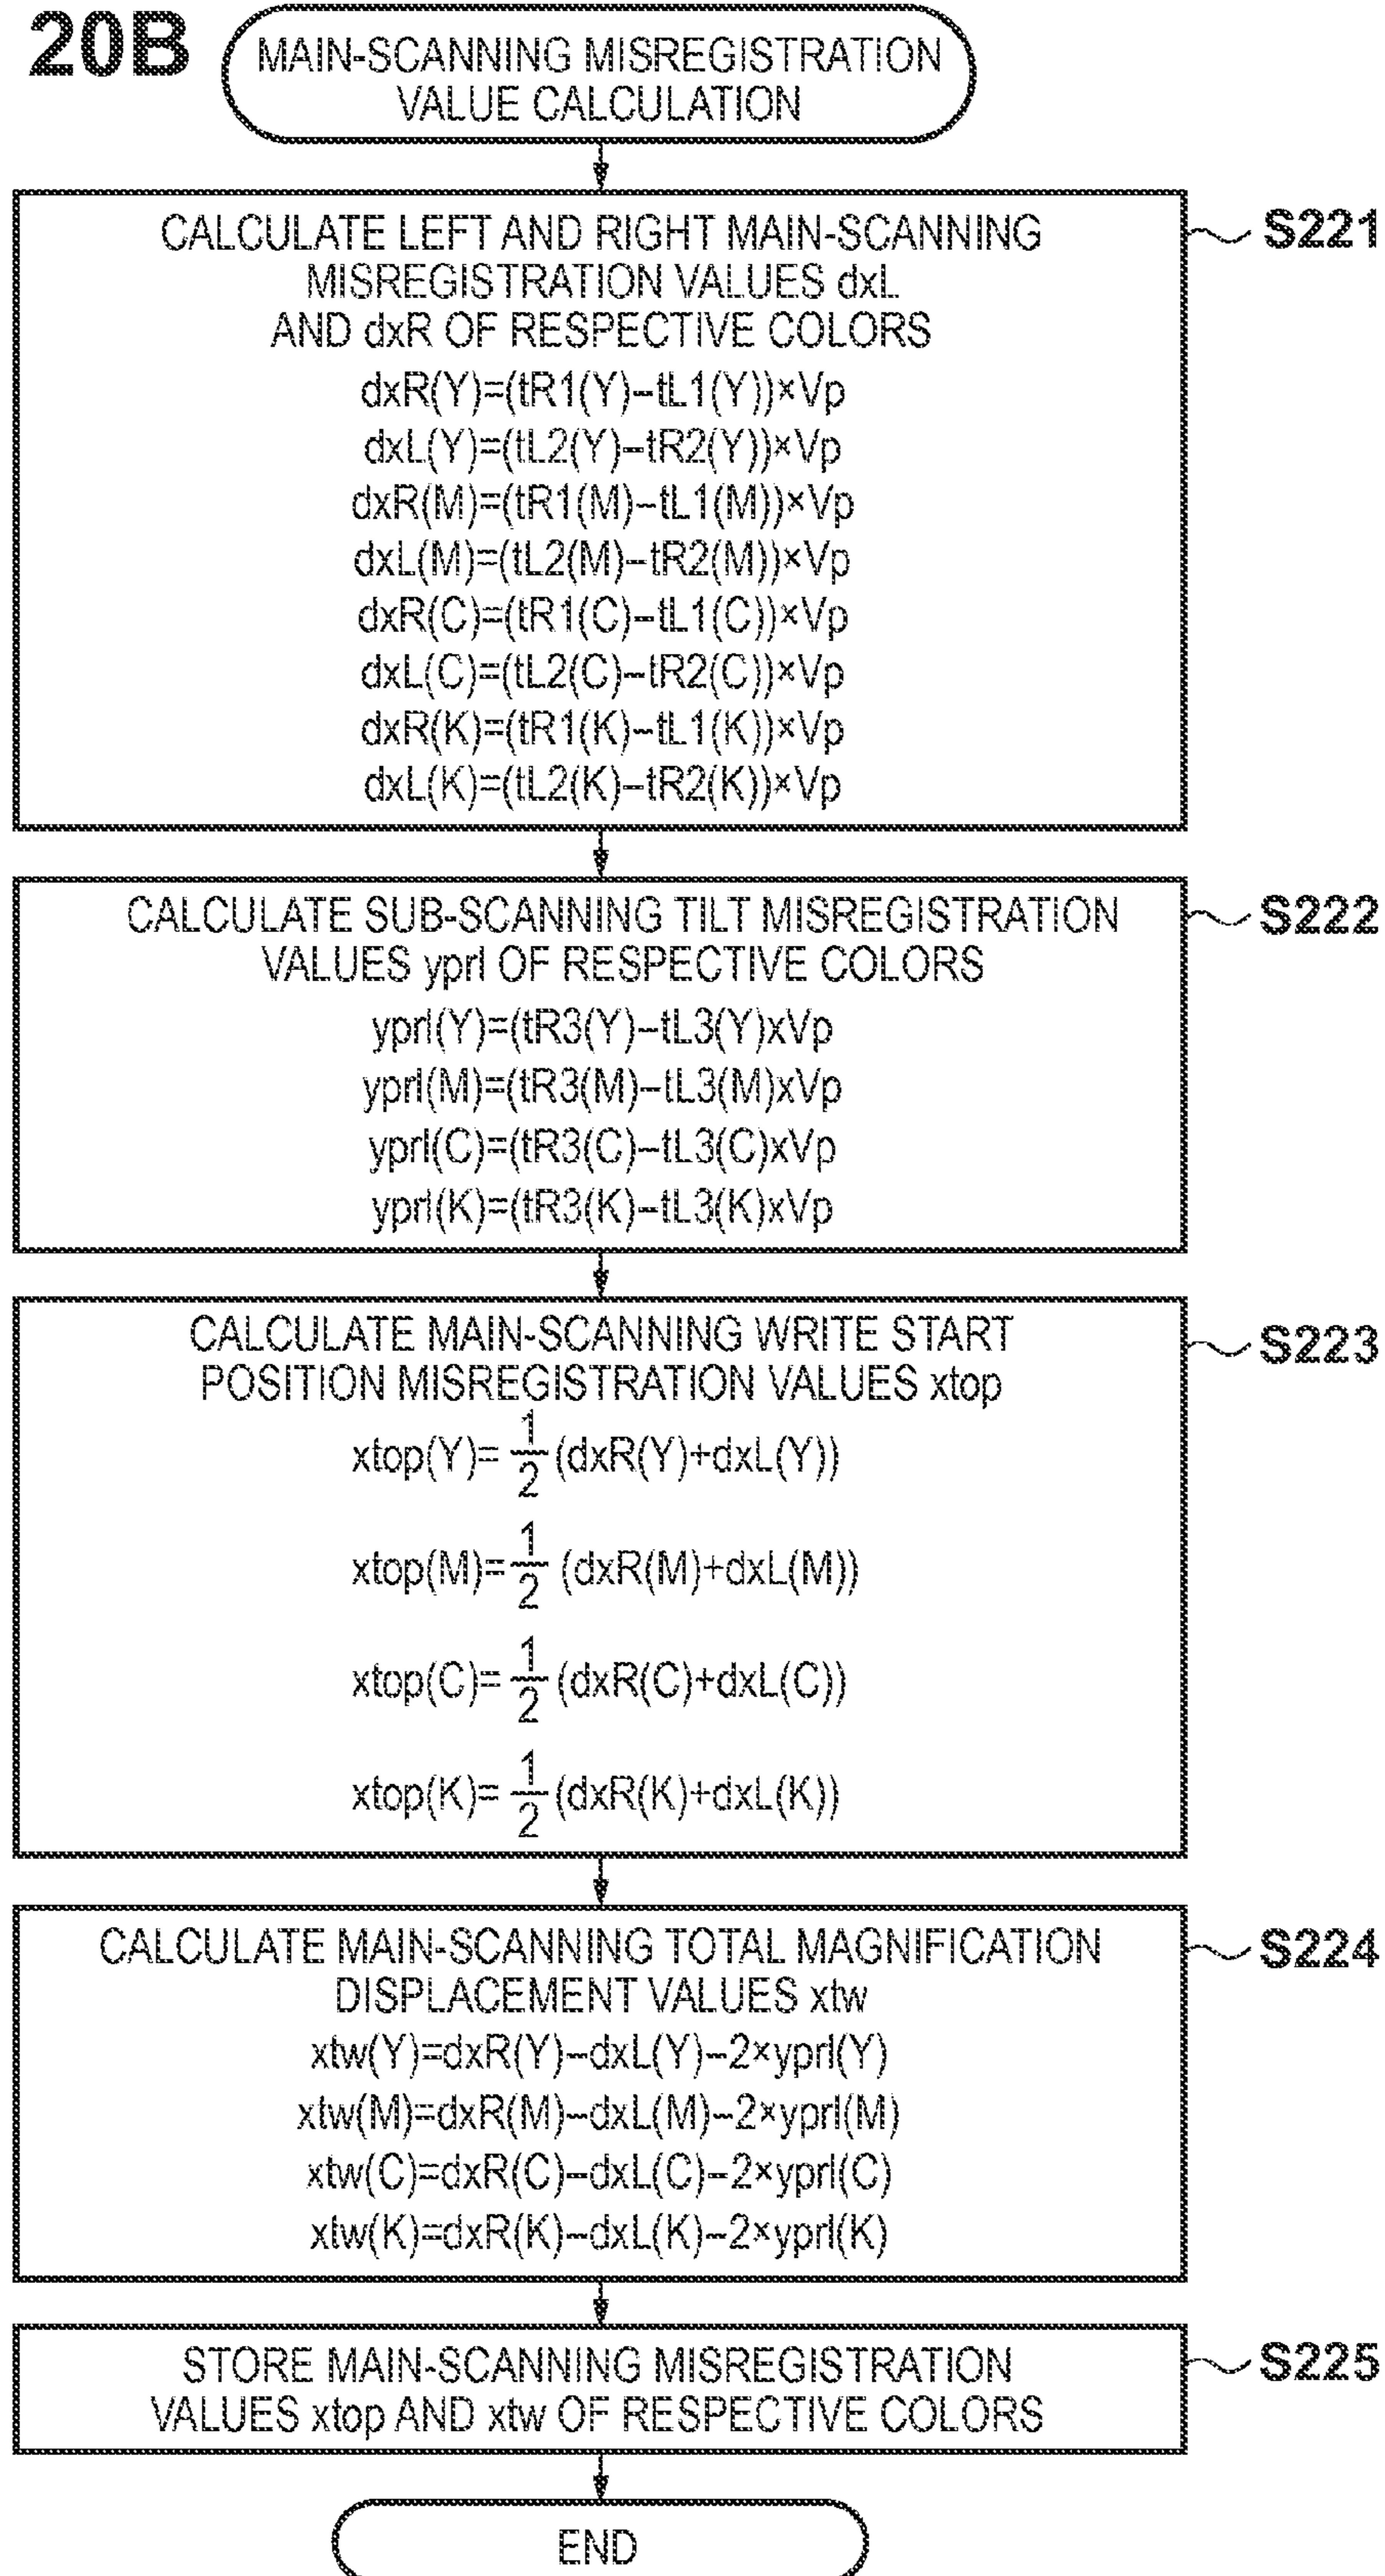 20B
MAIN-SCANNING MISREGISTRATION
VALUE CALCULATION
CALCULATE LEFT AND RIGHT MAIN-SCANNING
S221
MISREGISTRATION VALUES dxL
AND dxR OF RESPECTIVE COLORS
dxR(Y)=(tR1(Y)–tL1(Y))×Vp
dxL(Y)=(tL2(Y)–tR2(Y))×Vp
dxR(M)=(tR1(M)–tL1(M))×Vp
dxL(M)=(tL2(M)–tR2(M))×Vp
dxR(C)=(tR1(C)–tL1(C))×Vp
dxL(C)=(tL2(C)–tR2(C))×Vp
dxR(K)=(tR1(K)–tL1(K))×Vp
dxL(K)=(tL2(K)–tR2(K))×Vp
CALCULATE SUB-SCANNING TILT MISREGISTRATION
S222
VALUES yprl OF RESPECTIVE COLORS
yprl(Y)=(tR3(Y)–tL3(Y)xVp
yprl(M)=(tR3(M)–tL3(M)xVp
yprl(C)=(tR3(C)–tL3(C)xVp
yprl(K)=(tR3(K)–tL3(K)xVp
CALCULATE MAIN-SCANNING WRITE START
S223
POSITION MISREGISTRATION VALUES xtop
xtop(Y)= 1/2 (dxR(Y)+dxL(Y))
xtop(M)= 1/2 (dxR(M)+dxL(M))
xtop(C)= 1/2 (dxR(C)+dxL(C))
xtop(K)= 1/2 (dxR(K)+dxL(K))
CALCULATE MAIN-SCANNING TOTAL MAGNIFICATION
S224
DISPLACEMENT VALUES xtw
xtw(Y)=dxR(Y)–dxL(Y)–2×yprl(Y)
xtw(M)=dxR(M)–dxL(M)–2×yprl(M)
xtw(C)=dxR(C)–dxL(C)–2×yprl(C)
xtw(K)=dxR(K)–dxL(K)–2×yprl(K)
STORE MAIN-SCANNING MISREGISTRATION
S225
VALUES xtop AND xtw OF RESPECTIVE COLORS
END